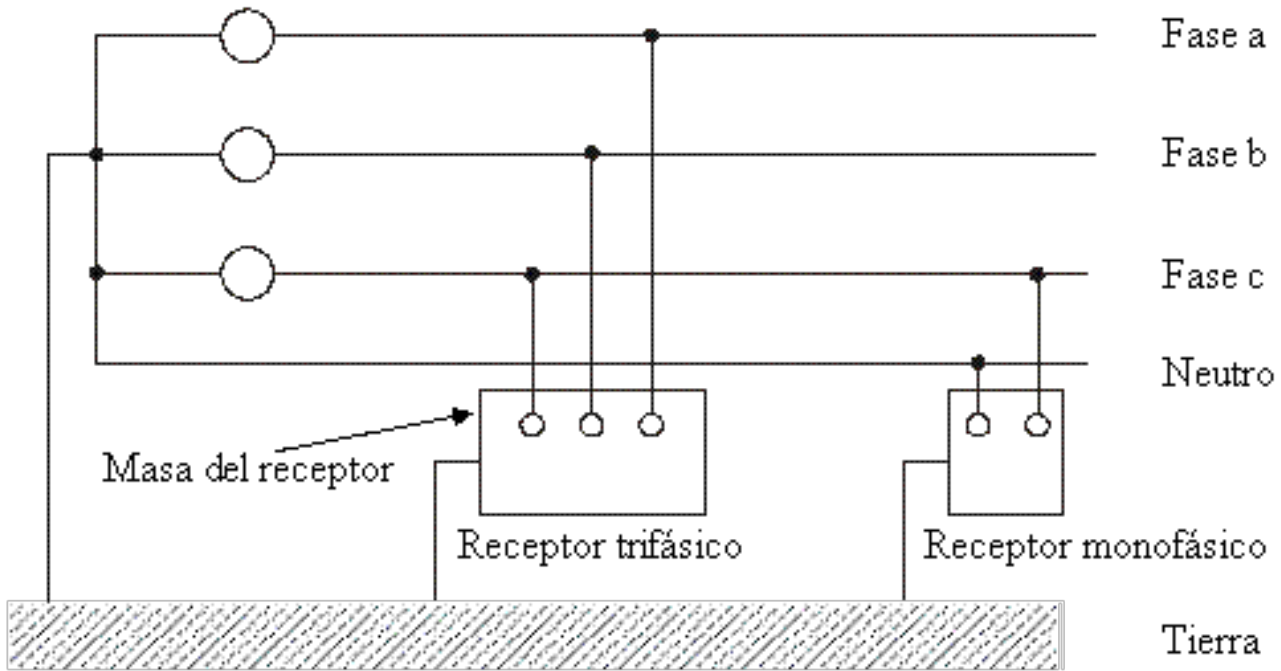 Fase a
Fase b
Fase c
Neutro
Masa del receptor
Receptor trifásico
Receptor monofásico
Tierra